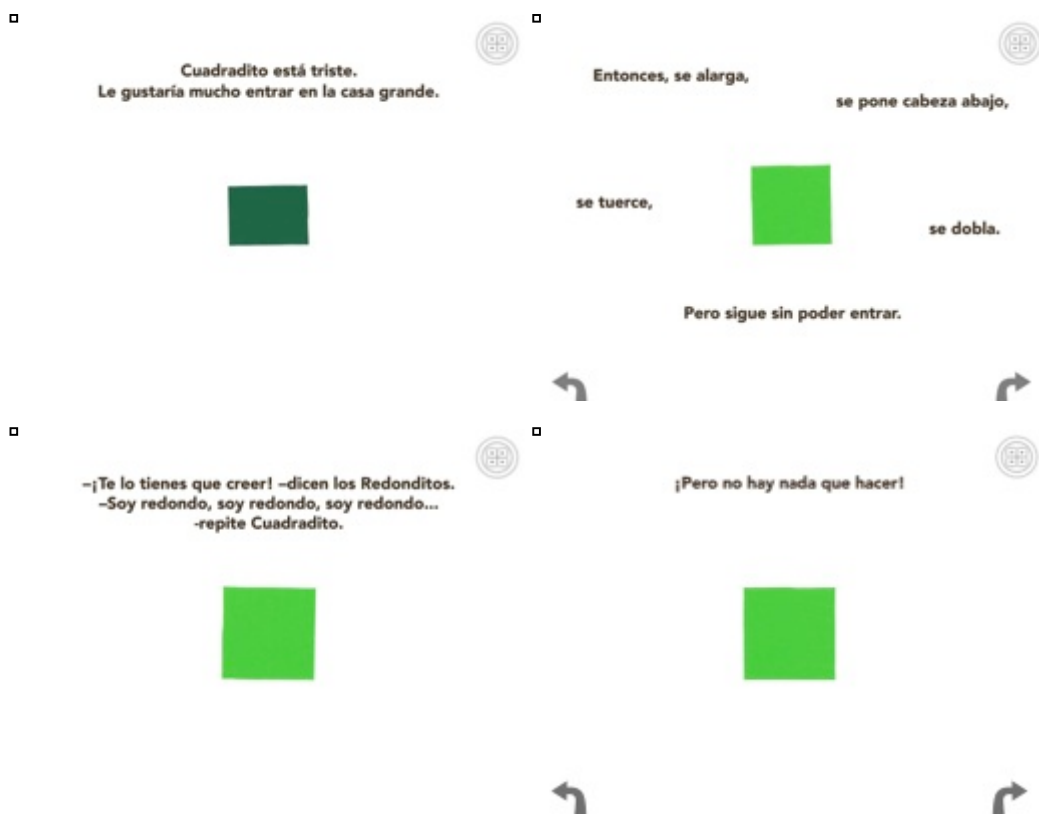 Cuadradito está triste.
Le gustaría mucho entrar en la casa grande.
Entonces, se alarga,
se pone cabeza abajo,
se tuerce,
se dobla.
Pero sigue sin poder entrar.
–¡Te lo tienes que creer! –dicen los Redonditos.
–Soy redondo, soy redondo, soy redondo...
-repite Cuadradito.
¡Pero no hay nada que hacer!